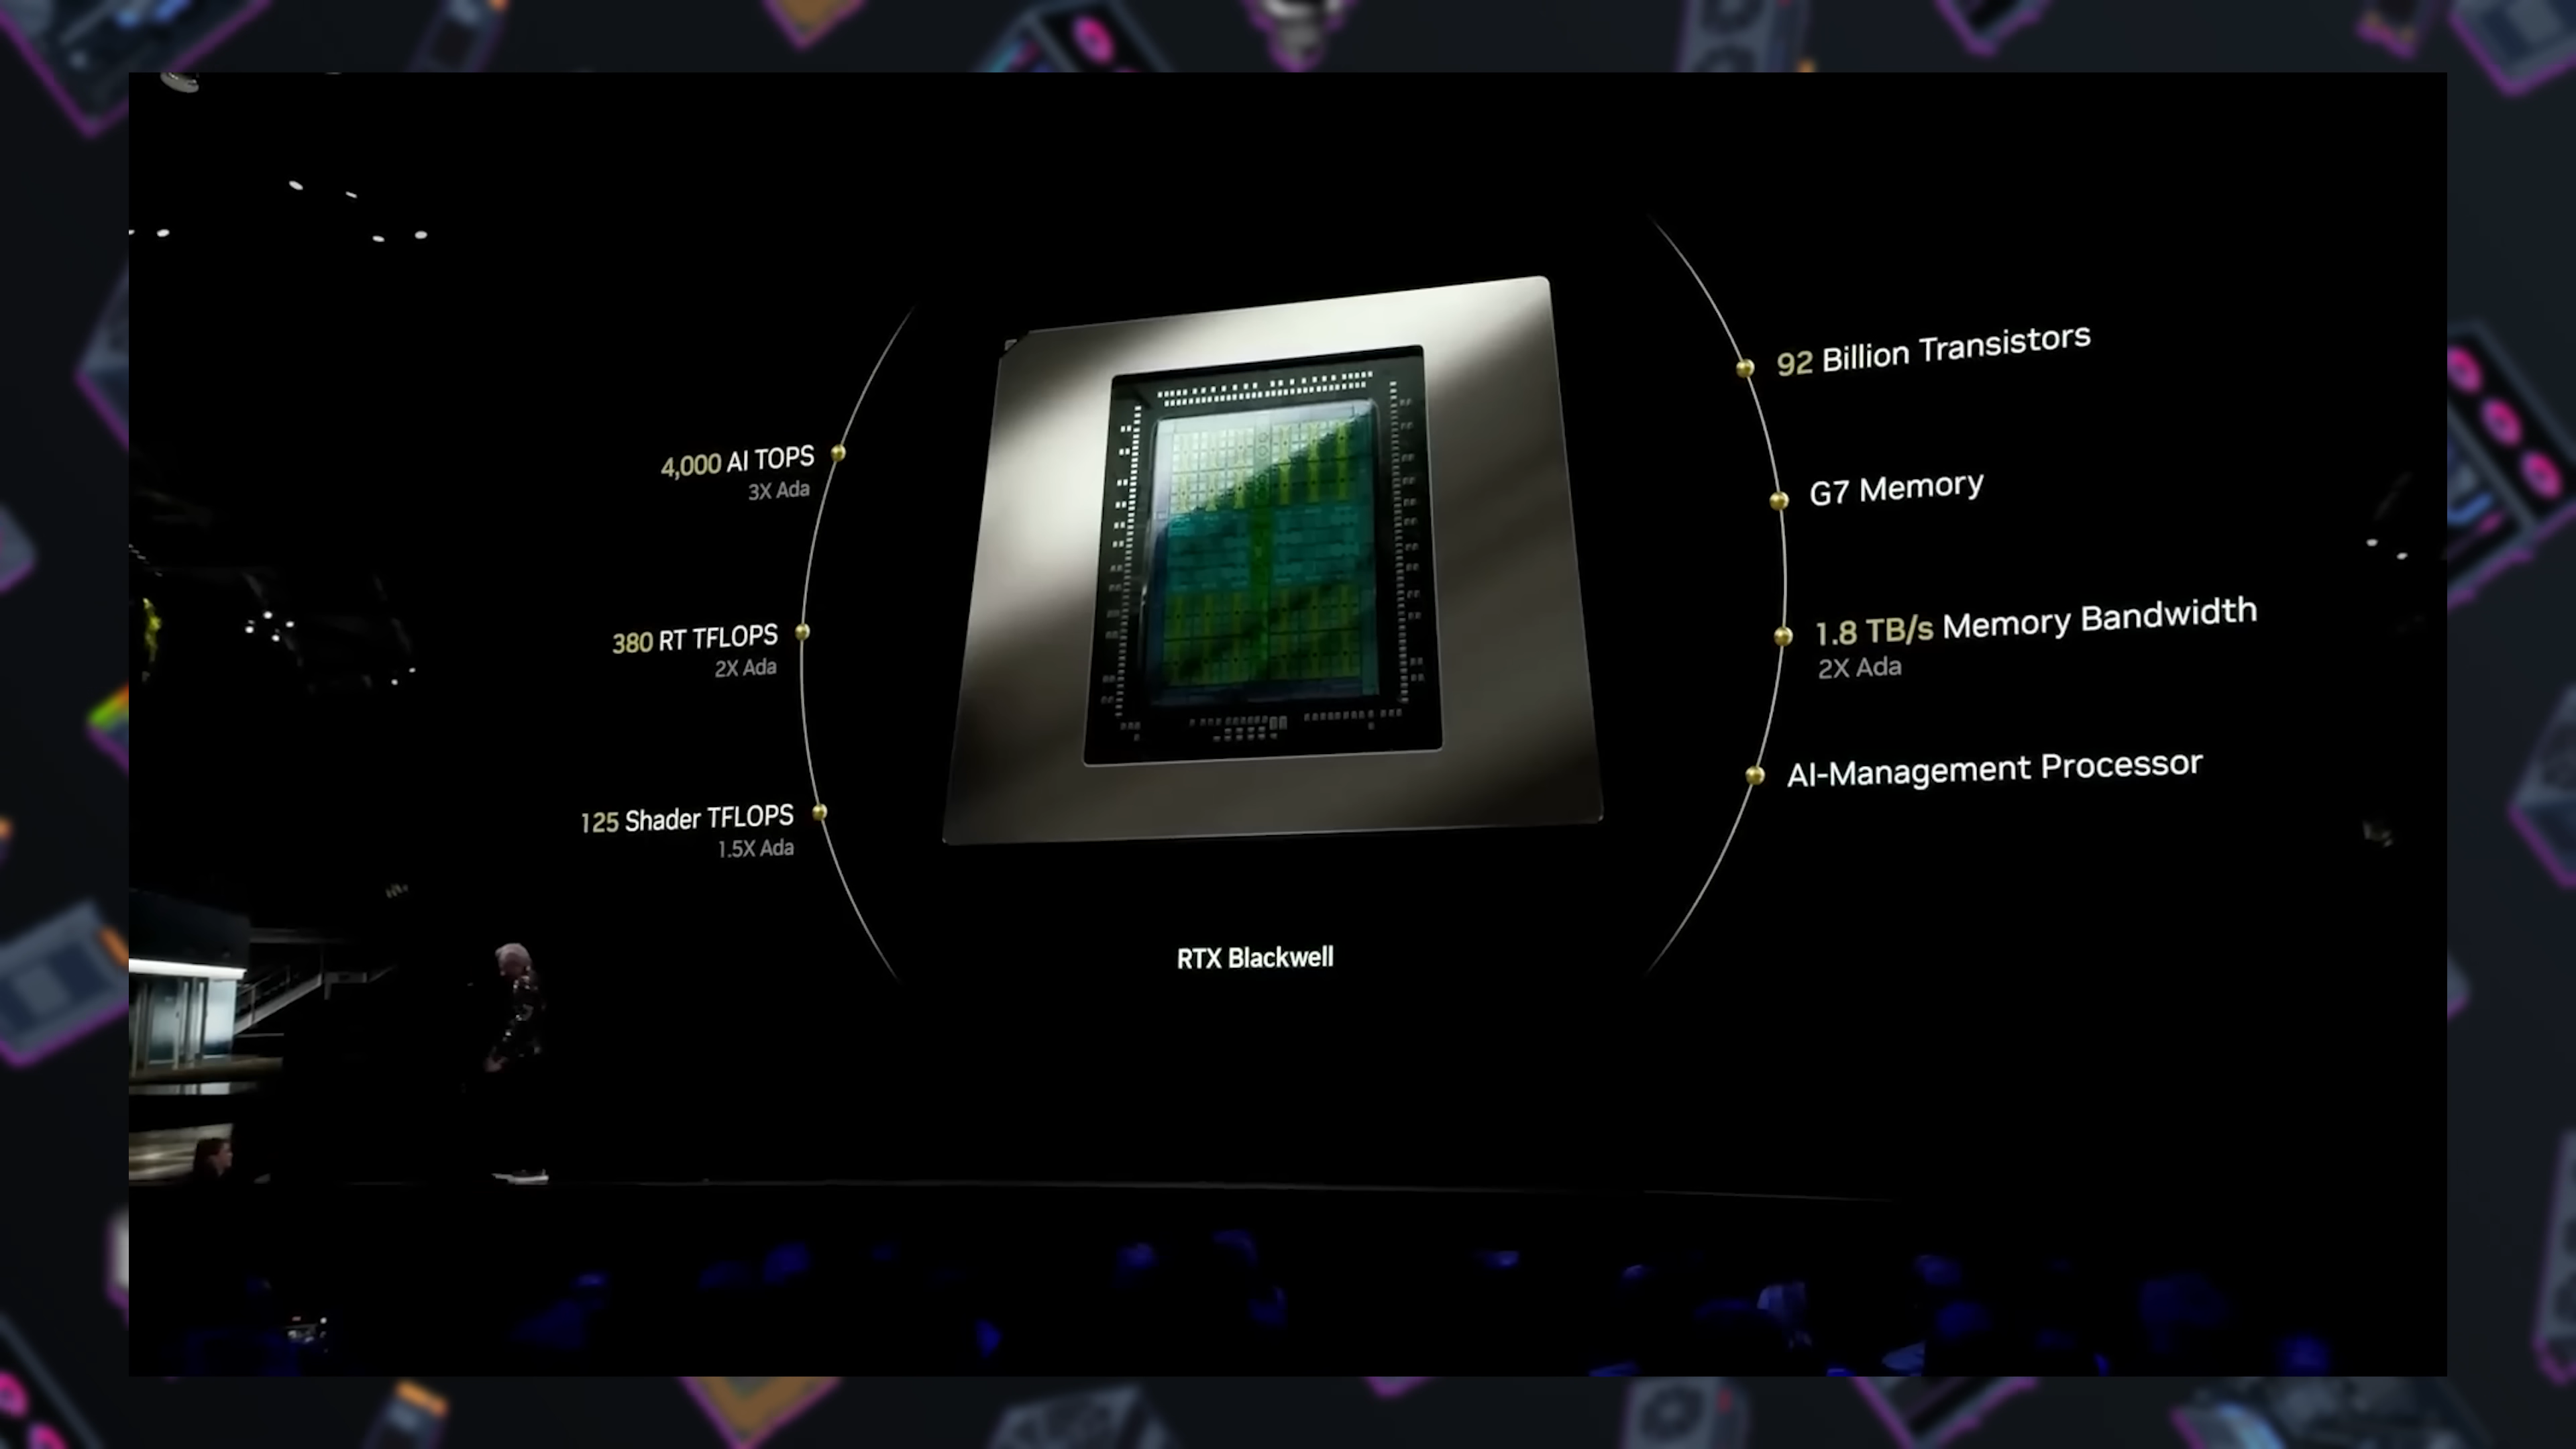 4,000 AI TOPS
3X Ada
380 RT TFLOPS
2X Ada
125 Shader TFLOPS
1.5X Ada
92 Billion Transistors
G7 Memory
1.8 TB/s Memory Bandwidth
2X Ada
AI-Management Processor
RTX Blackwell